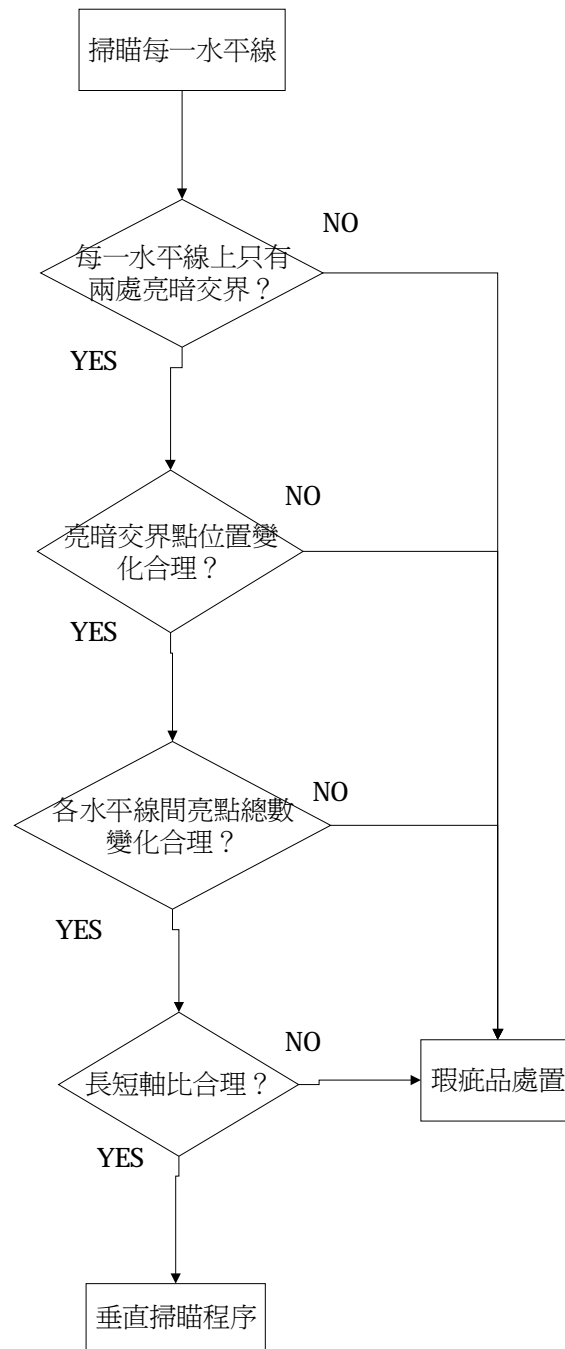 掃瞄每一水平線
NO
每一水平線上只有
兩處亮暗交界？
YES
NO
亮暗交界點位置變
化合理？
YES
NO
各水平線間亮點總數
變化合理？
YES
NO
長短軸比合理？
瑕疵品處置
YES
垂直掃瞄程序